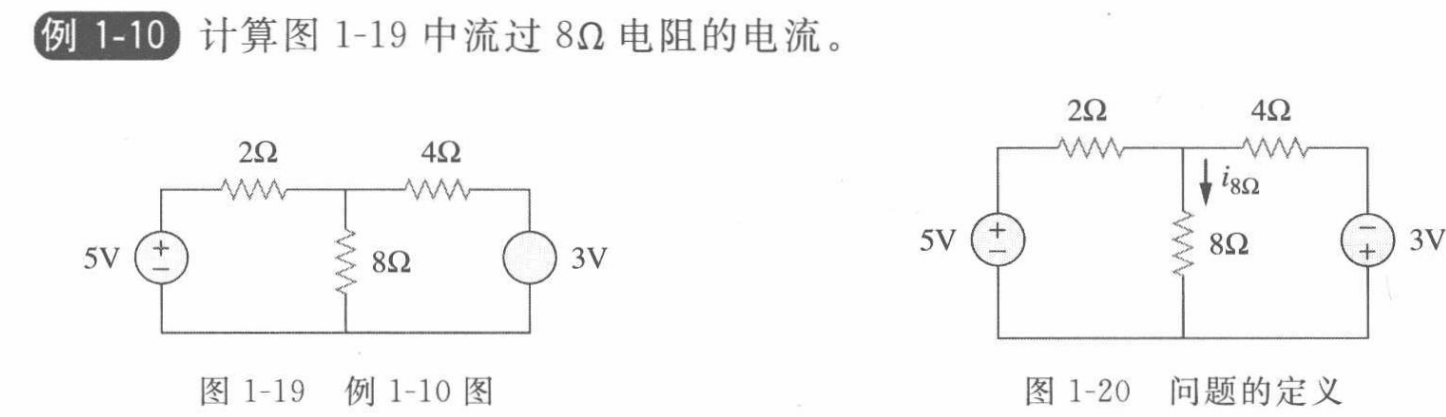 例 1-10 计算图 1-19 中流过 8Ω 电阻的电流。
2Ω
4Ω
5V
+
−
8Ω
3V
图 1-19 例 1-10 图
2Ω
4Ω
i8Ω
5V
+
−
8Ω
−
+
3V
图 1-20 问题的定义